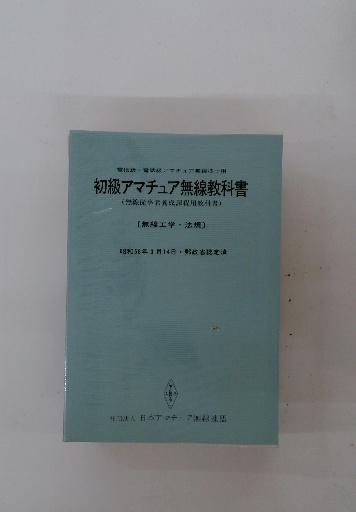 電信級・電話級アマチュア無線技士用
初級アマチュア無線教科書
(無線従事者養成課程用教科書)
〔無線工学・法規〕
昭和56年3月14日・郵政省認定済
社団法人 日本アマチュア無線連盟